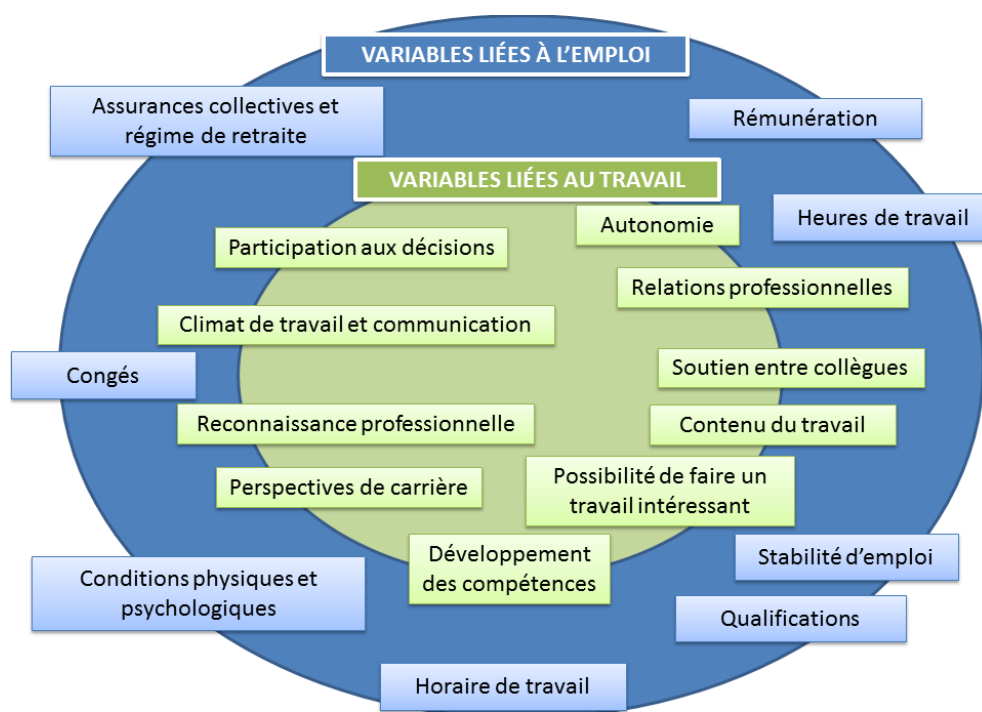 VARIABLES LIÉES À L’EMPLOI
Assurances collectives et
régime de retraite
Rémunération
VARIABLES LIÉES AU TRAVAIL
Autonomie
Heures de travail
Participation aux décisions
Relations professionnelles
Climat de travail et communication
Congés
Soutien entre collègues
Reconnaissance professionnelle
Contenu du travail
Perspectives de carrière
Possibilité de faire un
travail intéressant
Développement
des compétences
Stabilité d’emploi
Conditions physiques et
psychologiques
Qualifications
Horaire de travail